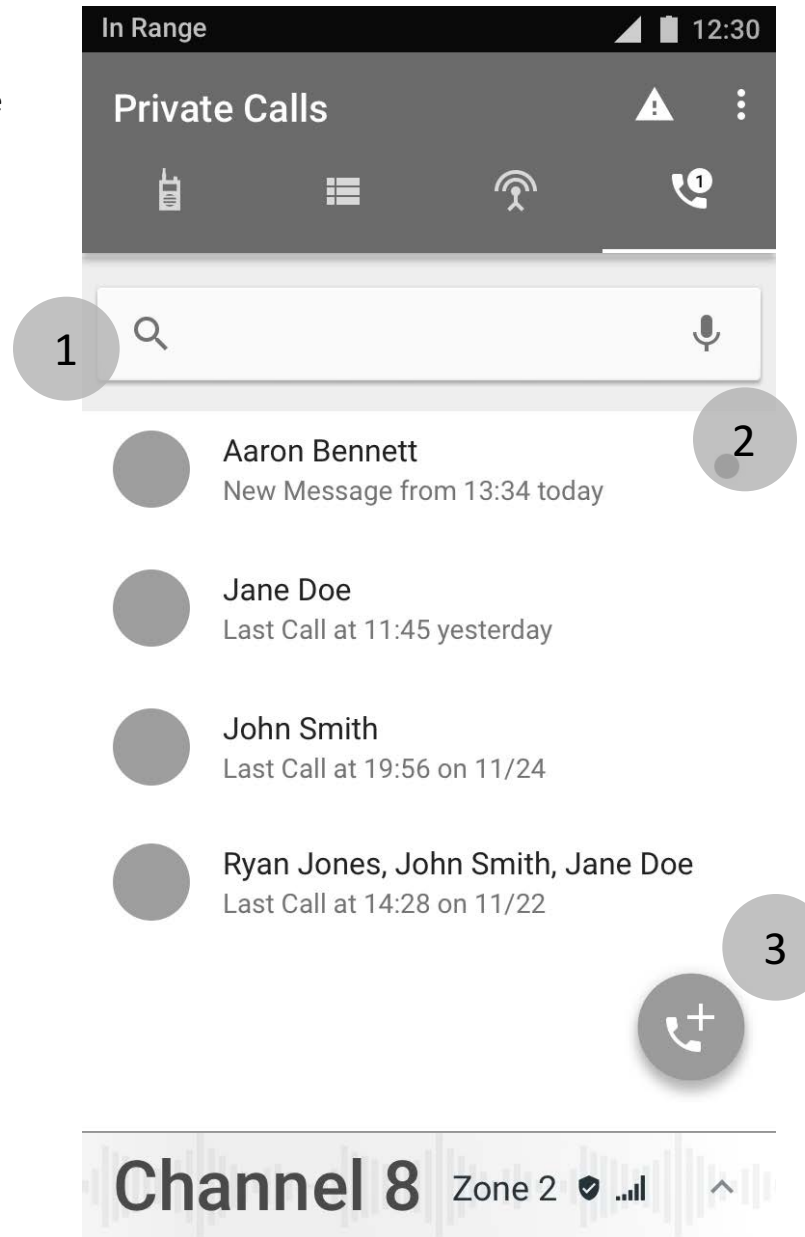 In Range 12:30
e
Private Calls
1
1
2
Aaron Bennett
New Message from 13:34 today
Jane Doe
Last Call at 11:45 yesterday
John Smith
Last Call at 19:56 on 11/24
Ryan Jones, John Smith, Jane Doe
Last Call at 14:28 on 11/22
3
Channel 8 Zone 2